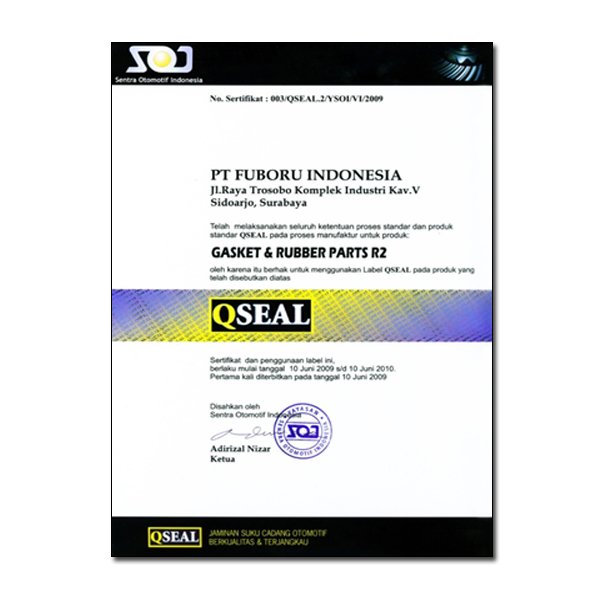 SOI
Sentra Otomotif Indonesia
No. Sertifikat : 003/QSEAL.2/YSOI/VI/2009
PT FUBORU INDONESIA
Jl.Raya Trosobo Komplek Industri Kav.V
Sidoarjo, Surabaya
Telah melaksanakan seluruh ketentuan proses standar dan produk
standar QSEAL pada proses manufaktur untuk produk:
GASKET & RUBBER PARTS R2
oleh karena itu berhak untuk menggunakan Label QSEAL pada produk yang
telah disebutkan diatas
QSEAL
Sertifikat dan penggunaan label ini,
berlaku mulai tanggal 10 Juni 2009 s/d 10 Juni 2010.
Pertama kali diterbitkan pada tanggal 10 Juni 2009
Disahkan oleh
Sentra Otomotif Indonesia
YAYASAN
SOI
SENTRA OTOMOTIF INDONESIA
Adirizal Nizar
Ketua
QSEAL
JAMINAN SUKU CADANG OTOMOTIF
BERKUALITAS & TERJANGKAU